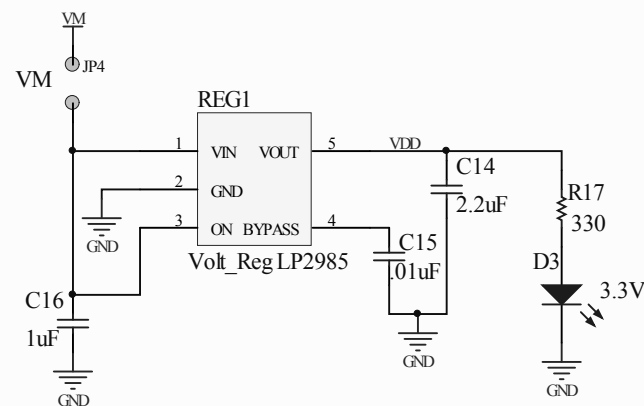 VM
JP4
VM
REG1
1
VIN
VOUT
5
VDD
2
GND
GND
3
ON
BYPASS
4
Volt_Reg LP2985
C16
1uF
GND
C15
.01uF
C14
2.2uF
GND
R17
330
D3
3.3V
GND